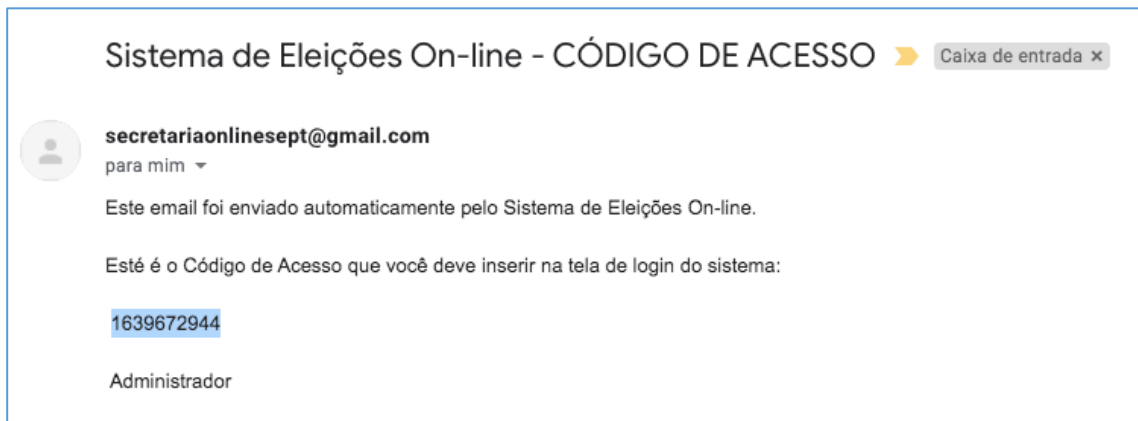 Sistema de Eleições On-line - CÓDIGO DE ACESSO Caixa de entrada ×
secretariaonlinesept@gmail.com
para mim
Este email foi enviado automaticamente pelo Sistema de Eleições On-line.
Esté é o Código de Acesso que você deve inserir na tela de login do sistema:
1639672944
Administrador